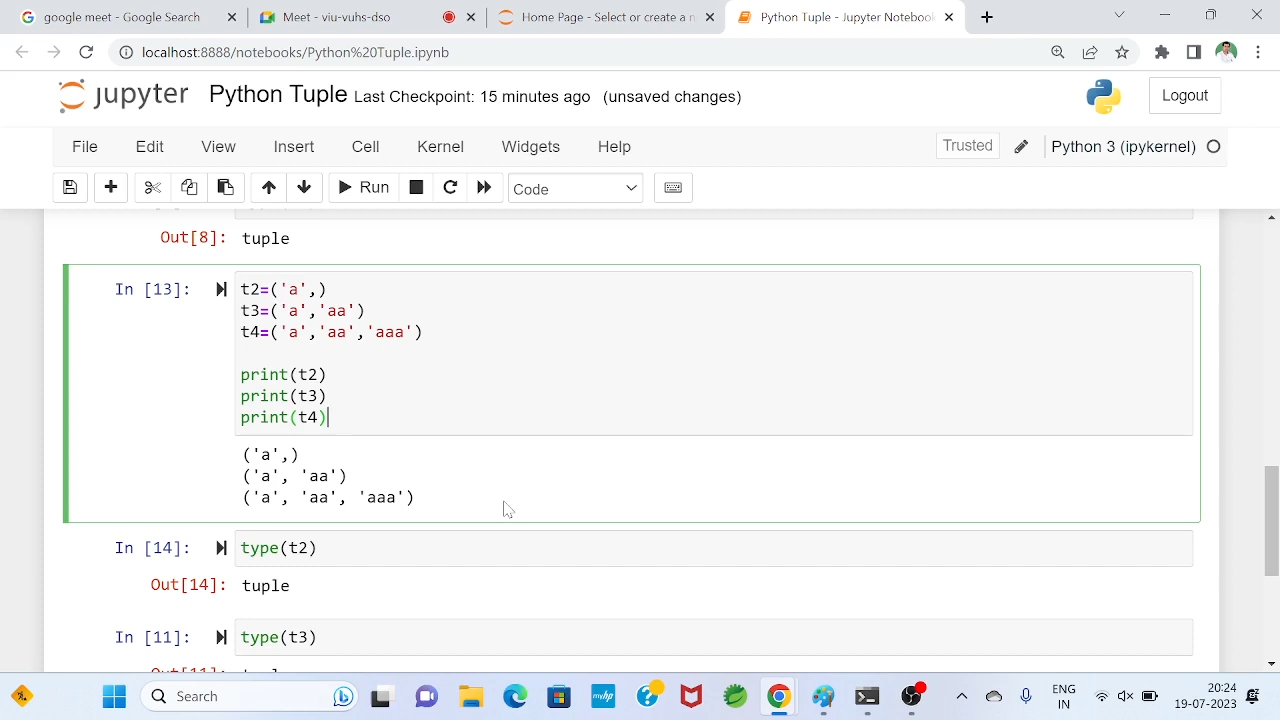 Google meet - Google Search
Meet – viu-vuhs-dso
Home Page - Select or create a n
Python Tuple - Jupyter Notebook
localhost:8888/notebooks/Python%20Tuple.ipynb
jupyter Python Tuple Last Checkpoint: 15 minutes ago (unsaved changes)
Logout
File Edit View Insert Cell Kernel Widgets Help
Trusted
Python 3 (ipykernel)
Run
Code
Out[8]: tuple
In [13]: t2=('a',)
t3=('a','aa')
t4=('a','aa','aaa')
print(t2)
print(t3)
print(t4)
('a',)
('a', 'aa')
('a', 'aa', 'aaa')
In [14]: type(t2)
Out[14]: tuple
In [11]: type(t3)
Out[11]:
Search
myhp
ENG
IN
20:24
19-07-2023